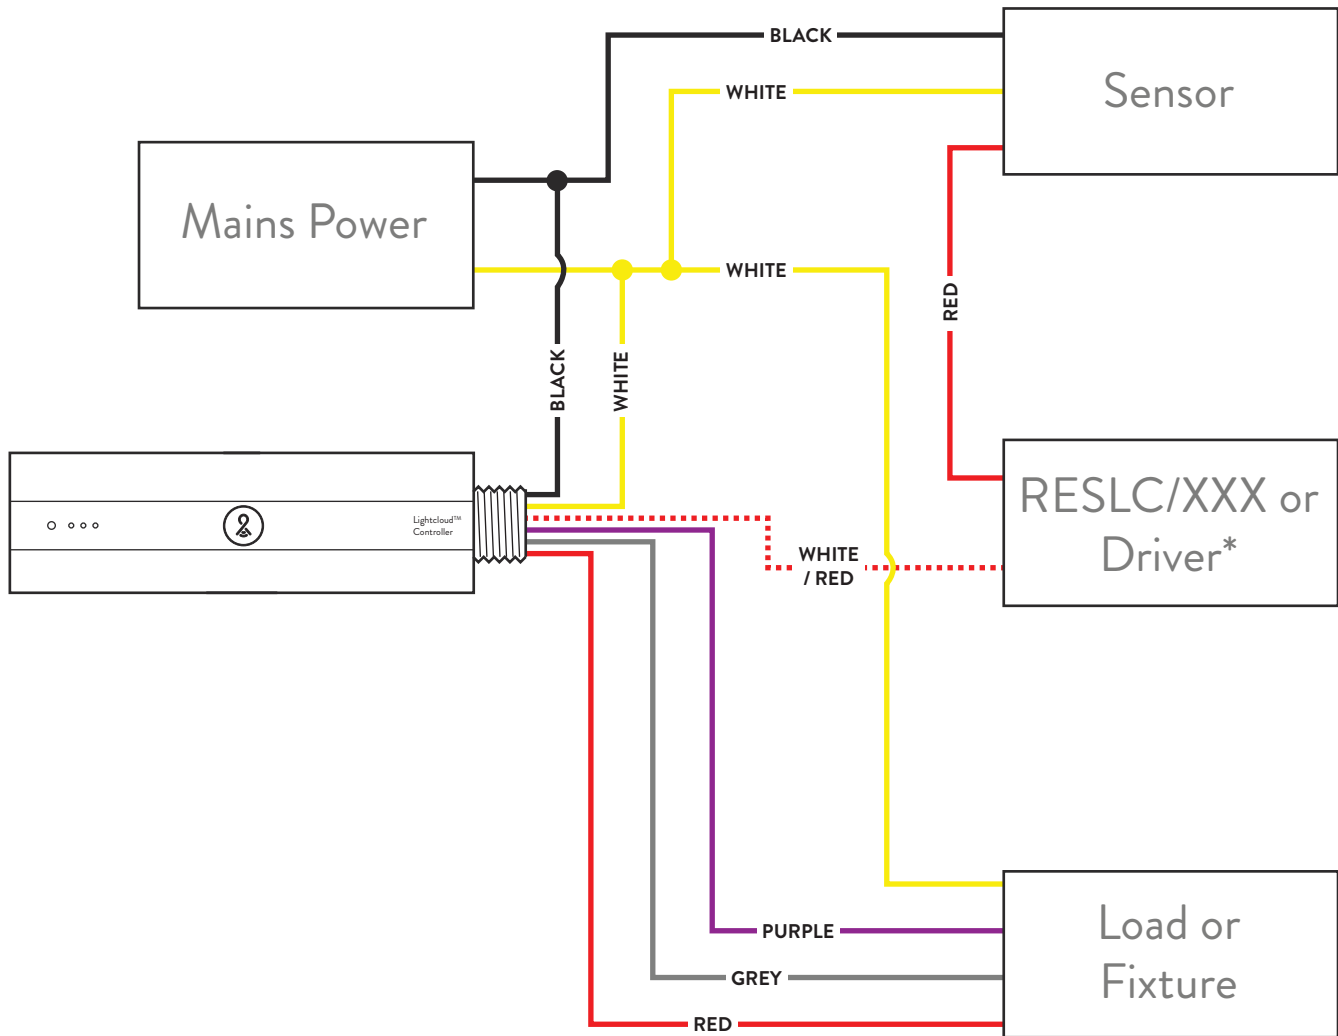 BLACK
Sensor
WHITE
Mains Power
WHITE
RED
BLACK
WHITE
Lightcloud™
Controller
RESLC/XXX or
Driver*
WHITE
/ RED
Load or
Fixture
PURPLE
GREY
RED